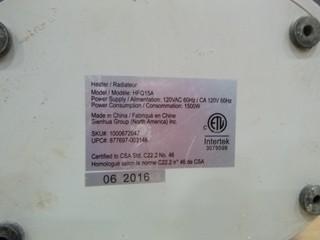 Heater / Radiateur
Model / Modèle: HFQ15A
Power Supply / Alimentation: 120VAC 60Hz / CA 120V 60Hz
Power Consumption / Consommation: 1500W
Made in China / Fabriqué en Chine
Sienhua Group (North America) Inc.
SKU#: 1000672047
UPC#: 877697-003146
Certified to CSA Std. C22.2 No. 46
Homologué selon la norme C22.2 n° 46 de CSA
06 2016
ETL
Intertek